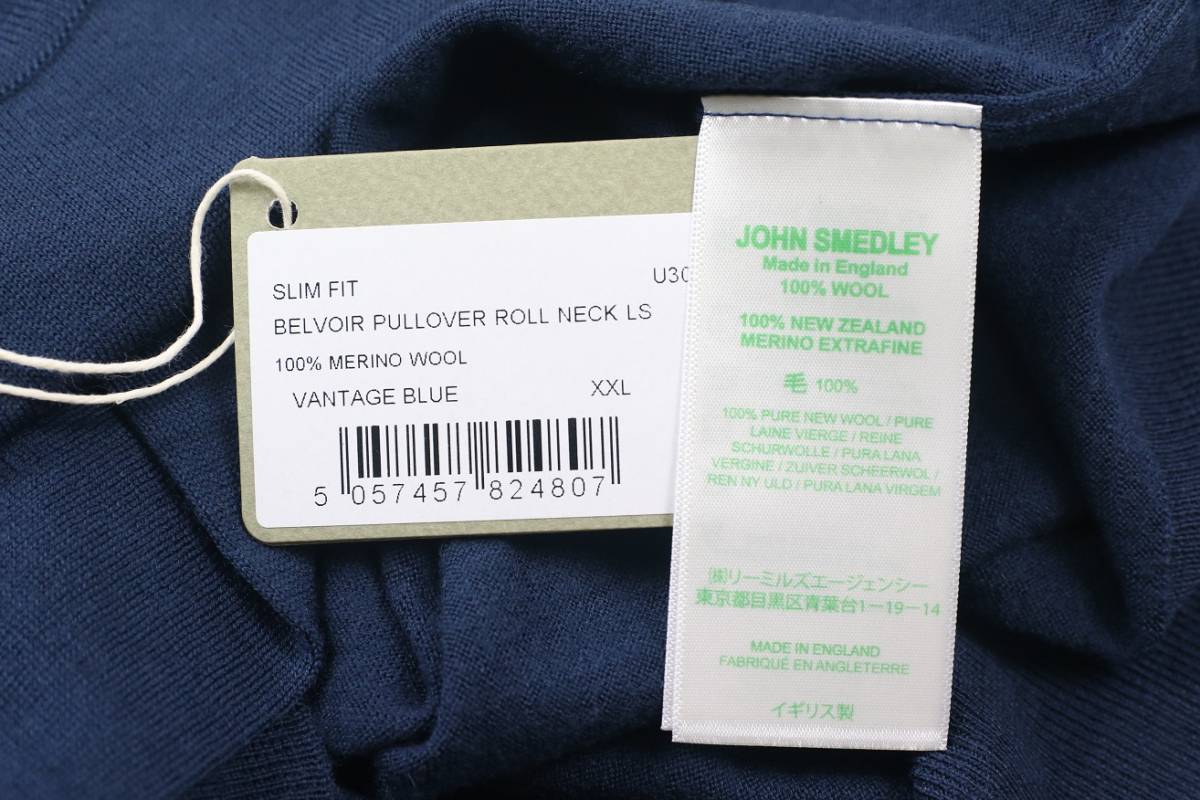 SLIM FIT U30
BELVOIR PULLOVER ROLL NECK LS
100% MERINO WOOL
VANTAGE BLUE XXL
5 057457 824807
JOHN SMEDLEY
Made in England
100% WOOL
100% NEW ZEALAND
MERINO EXTRAFINE
毛 100%
100% PURE NEW WOOL / PURE
LAINE VIERGE / REINE
SCHURWOLLE / PURA LANA
VERGINE / ZUIVER SCHEERWOL /
REN NY ULD / PURA LANA VIRGEM
㈱リーミルズエージェンシー
東京都目黒区青葉台1-19-14
MADE IN ENGLAND
FABRIQUÉ EN ANGLETERRE
イギリス製